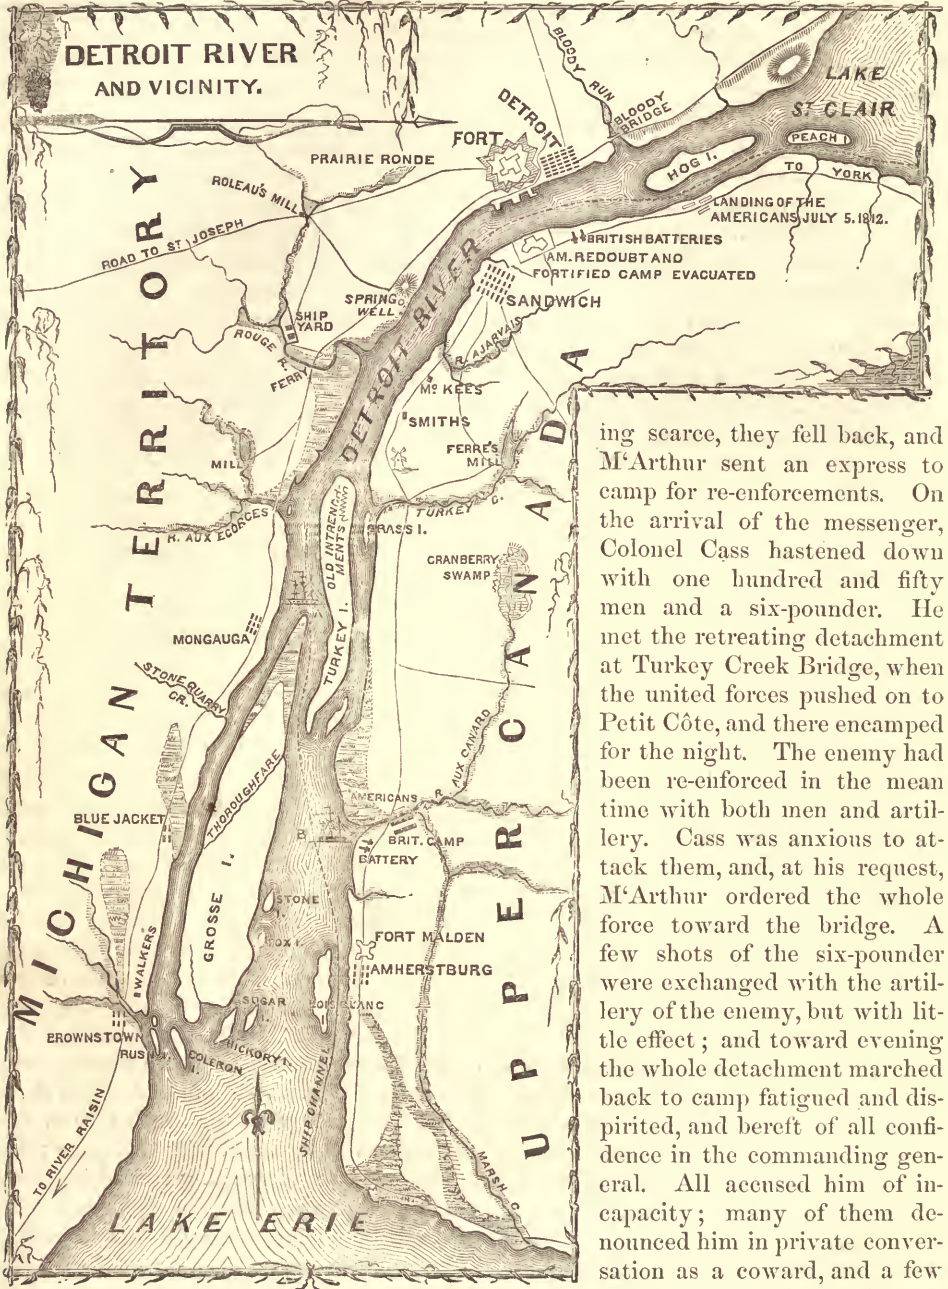 DETROIT RIVER
AND VICINITY.
LAKE
ST CLAIR
PEACH I
BLOODY RUN
BLOODY
BRIDGE
DETROIT
FORT
HOG I.
TO YORK
PRAIRIE RONDE
ROLEAU'S MILL
ROAD TO ST JOSEPH
LANDING OF THE
AMERICANS JULY 5.1812.
BRITISH BATTERIES
AM. REDOUBT AND
FORTIFIED CAMP EVACUATED
SANDWICH
SPRING
WELL
SHIP
YARD
ROUGE R.
FERRY
DETROIT RIVER
R. AJARVAIS
Mc KEES
SMITHS
FERRE'S
MILL
MILL
R. AUX ECORCES
TURKEY C.
GRASS I.
OLD INTRENCH-
MENTS
TURKEY I.
CRANBERRY
SWAMP
MONGAUGA
STONE QUARRY
CR.
THOROUGHFARE
R. AUX CANARD
AMERICANS
BRIT. CAMP
BATTERY
B
BLUE JACKET
GROSSE I.
STONE
I.
FOX I.
FORT MALDEN
AMHERSTBURG
WALKERS
SUGAR
I.
BOIS BLANC
BROWNSTOWN
HICKORY I.
COLERON
I.
SHIP CHANNEL
TO RIVER RAISIN
MARSH C.
LAKE ERIE
MICHIGAN TERRITORY
UPPER CANADA
ing scarce, they fell back, and
M‘Arthur sent an express to
camp for re-enforcements. On
the arrival of the messenger,
Colonel Cass hastened down
with one hundred and fifty
men and a six-pounder. He
met the retreating detachment
at Turkey Creek Bridge, when
the united forces pushed on to
Petit Côte, and there encamped
for the night. The enemy had
been re-enforced in the mean
time with both men and artil-
lery. Cass was anxious to at-
tack them, and, at his request,
M‘Arthur ordered the whole
force toward the bridge. A
few shots of the six-pounder
were exchanged with the artil-
lery of the enemy, but with lit-
tle effect ; and toward evening
the whole detachment marched
back to camp fatigued and dis-
pirited, and bereft of all confi-
dence in the commanding gen-
eral. All accused him of in-
capacity ; many of them de-
nounced him in private conver-
sation as a coward, and a few